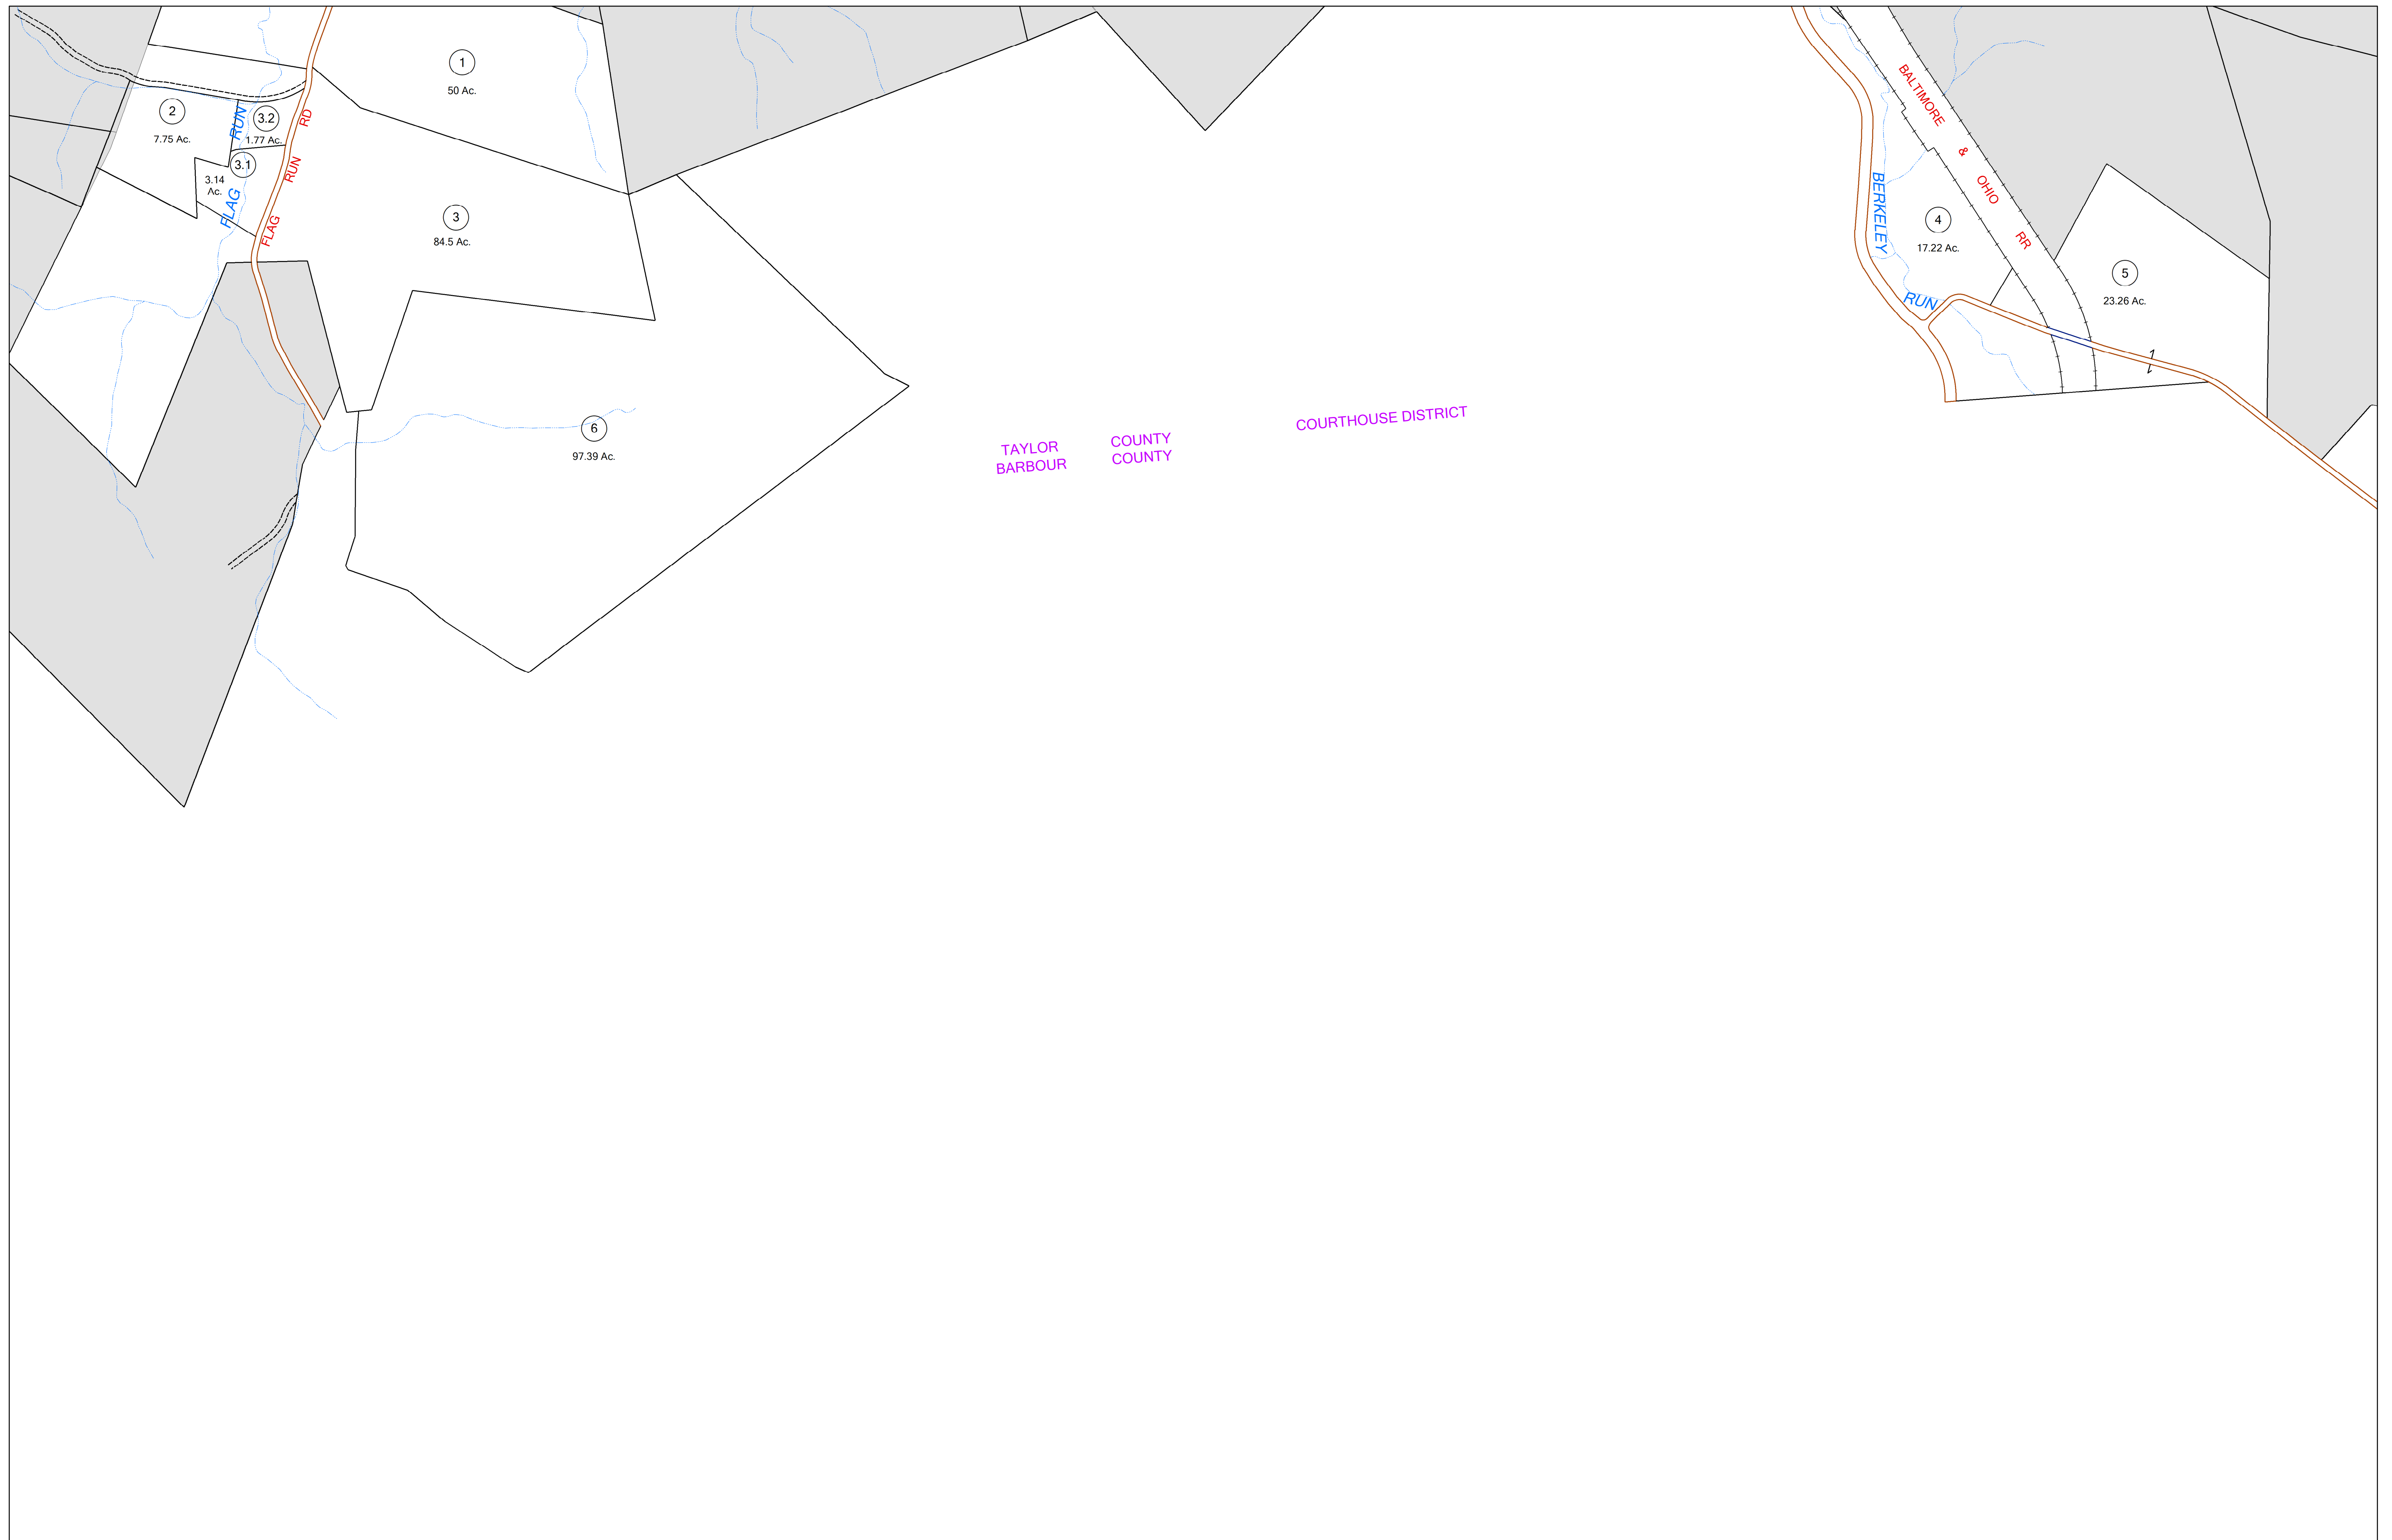 1
50 Ac.
2
7.75 Ac.
3.2
1.77 Ac.
3.1
3.14
Ac.
FLAG RUN
FLAG RUN RD
3
84.5 Ac.
6
97.39 Ac.
TAYLOR COUNTY
BARBOUR COUNTY
COURTHOUSE DISTRICT
BALTIMORE & OHIO RR
BERKELEY RUN
4
17.22 Ac.
5
23.26 Ac.